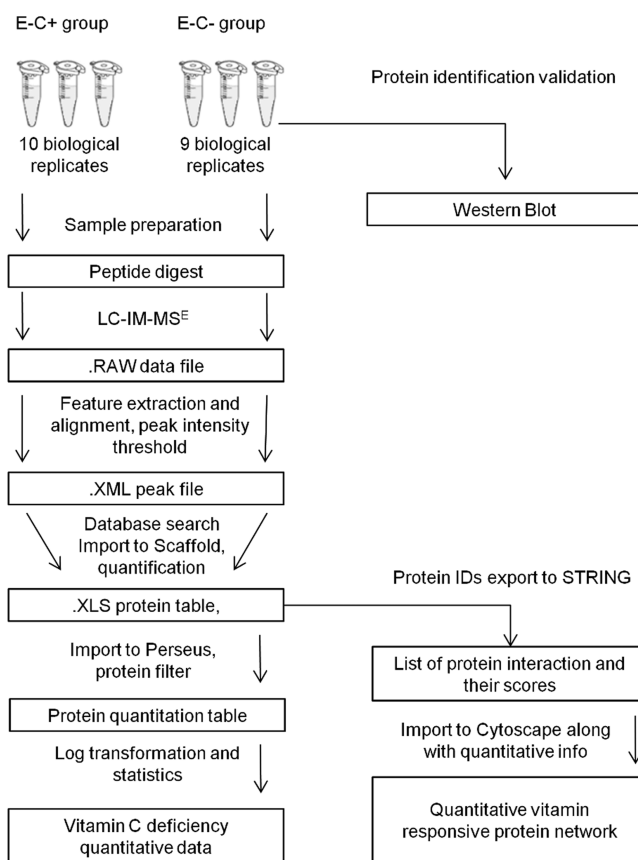 E-C+ group
E-C- group
Protein identification validation
10 biological
replicates
9 biological
replicates
Western Blot
Sample preparation
Peptide digest
LC-IM-MSᴱ
.RAW data file
Feature extraction and
alignment, peak intensity
threshold
.XML peak file
Database search
Import to Scaffold,
quantification
Protein IDs export to STRING
.XLS protein table,
Import to Perseus,
protein filter
List of protein interaction and
their scores
Protein quantitation table
Import to Cytoscape along
with quantitative info
Log transformation and
statistics
Vitamin C deficiency
quantitative data
Quantitative vitamin
responsive protein network